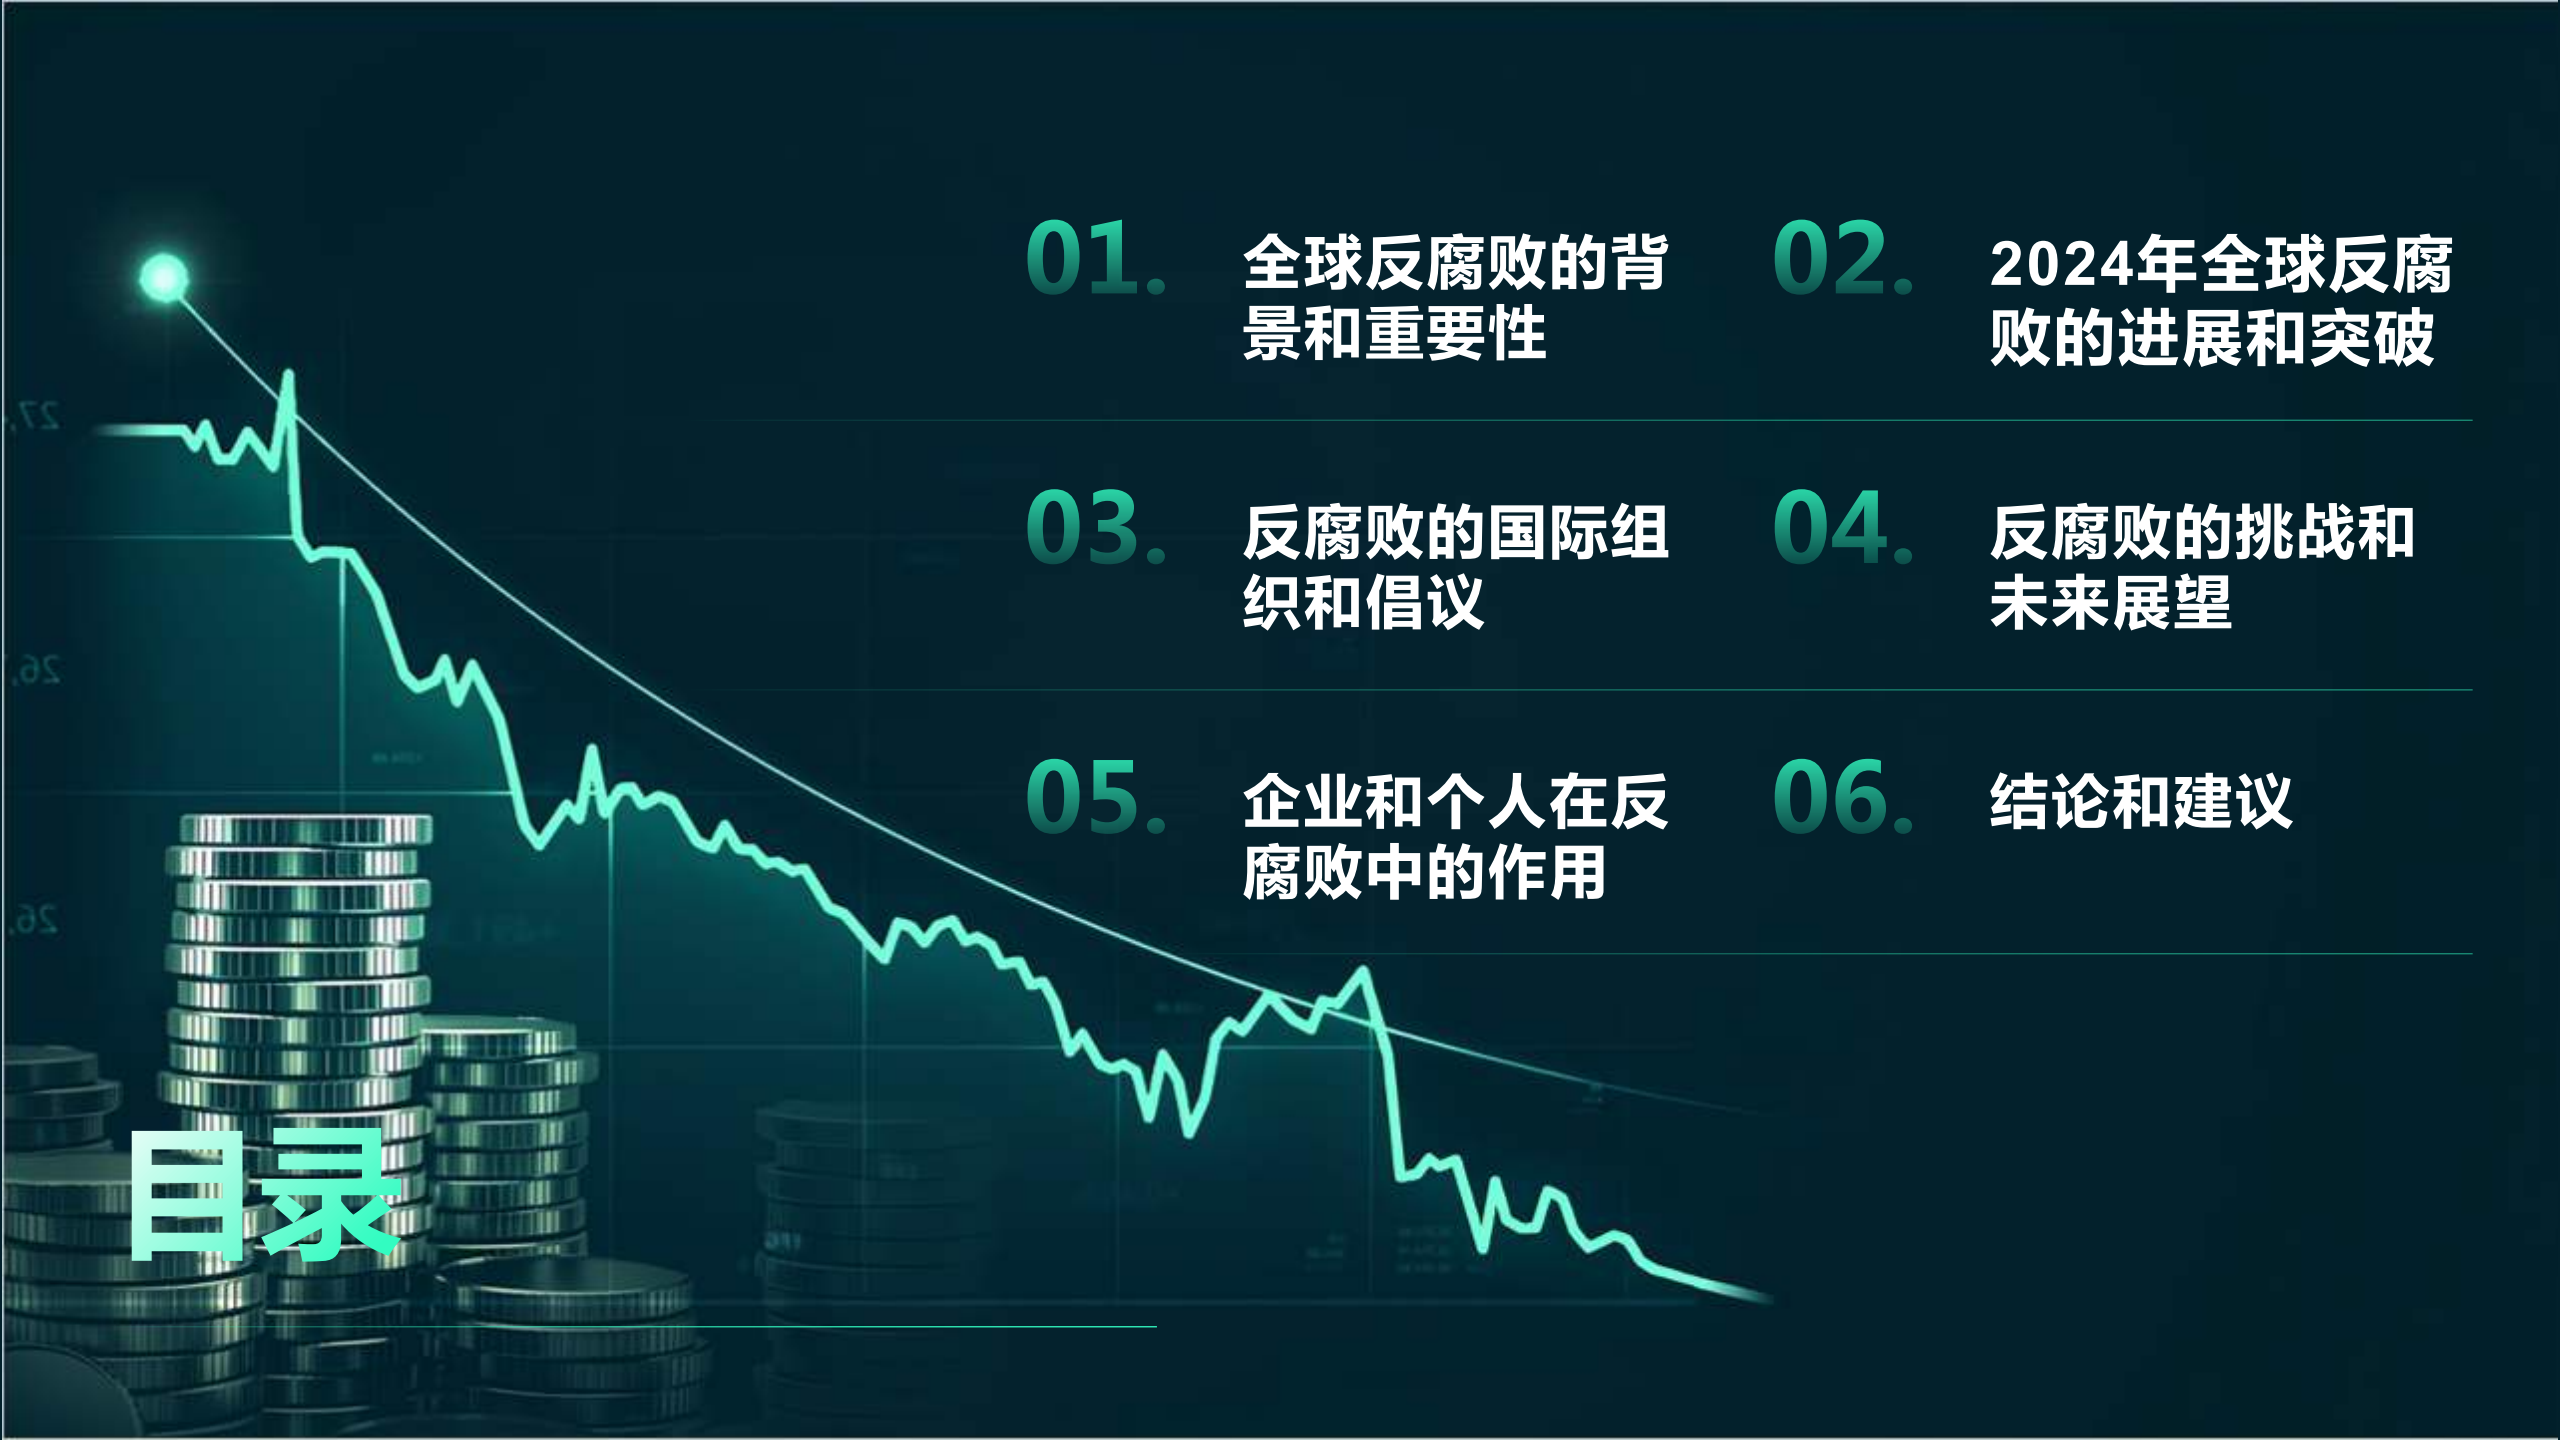 01.
全球反腐败的背
景和重要性
02.
2024年全球反腐
败的进展和突破
03.
反腐败的国际组
织和倡议
04.
反腐败的挑战和
未来展望
05.
企业和个人在反
腐败中的作用
06.
结论和建议
目录